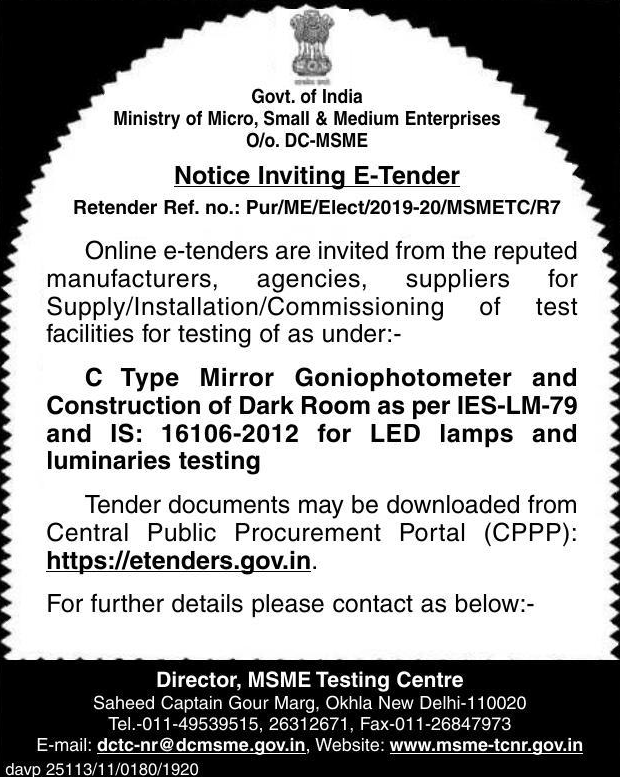 Govt. of India
Ministry of Micro, Small & Medium Enterprises
O/o. DC-MSME
Notice Inviting E-Tender
Retender Ref. no.: Pur/ME/Elect/2019-20/MSMETC/R7
Online e-tenders are invited from the reputed
manufacturers, agencies, suppliers for
Supply/Installation/Commissioning of test
facilities for testing of as under:-
C Type Mirror Goniophotometer and
Construction of Dark Room as per IES-LM-79
and IS: 16106-2012 for LED lamps and
luminaries testing
Tender documents may be downloaded from
Central Public Procurement Portal (CPPP):
https://etenders.gov.in.
For further details please contact as below:-
Director, MSME Testing Centre
Saheed Captain Gour Marg, Okhla New Delhi-110020
Tel.-011-49539515, 26312671, Fax-011-26847973
E-mail: dctc-nr@dcmsme.gov.in, Website: www.msme-tcnr.gov.in
davp 25113/11/0180/1920